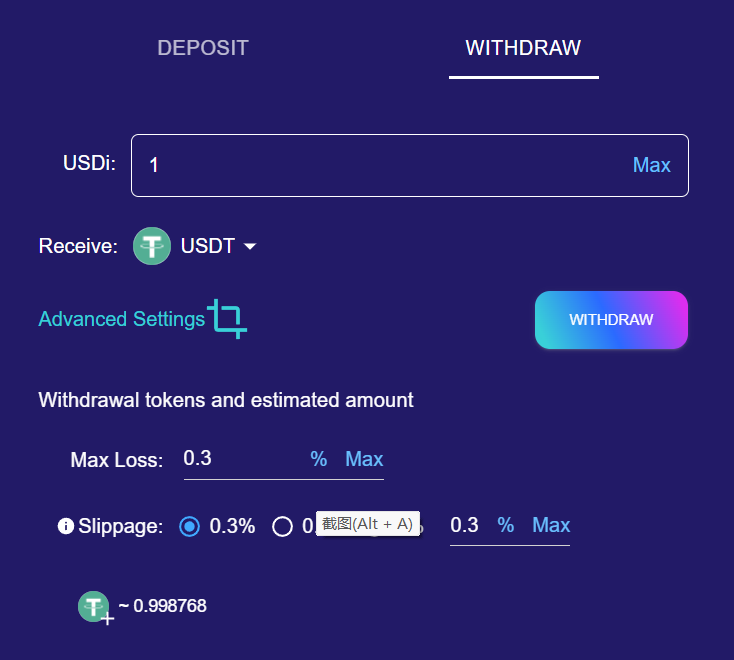 DEPOSIT WITHDRAW
USDi: 1 Max
Receive: USDT
Advanced Settings WITHDRAW
Withdrawal tokens and estimated amount
Max Loss: 0.3 % Max
Slippage: 0.3% 截图(Alt + A) 0.3 % Max
~ 0.998768